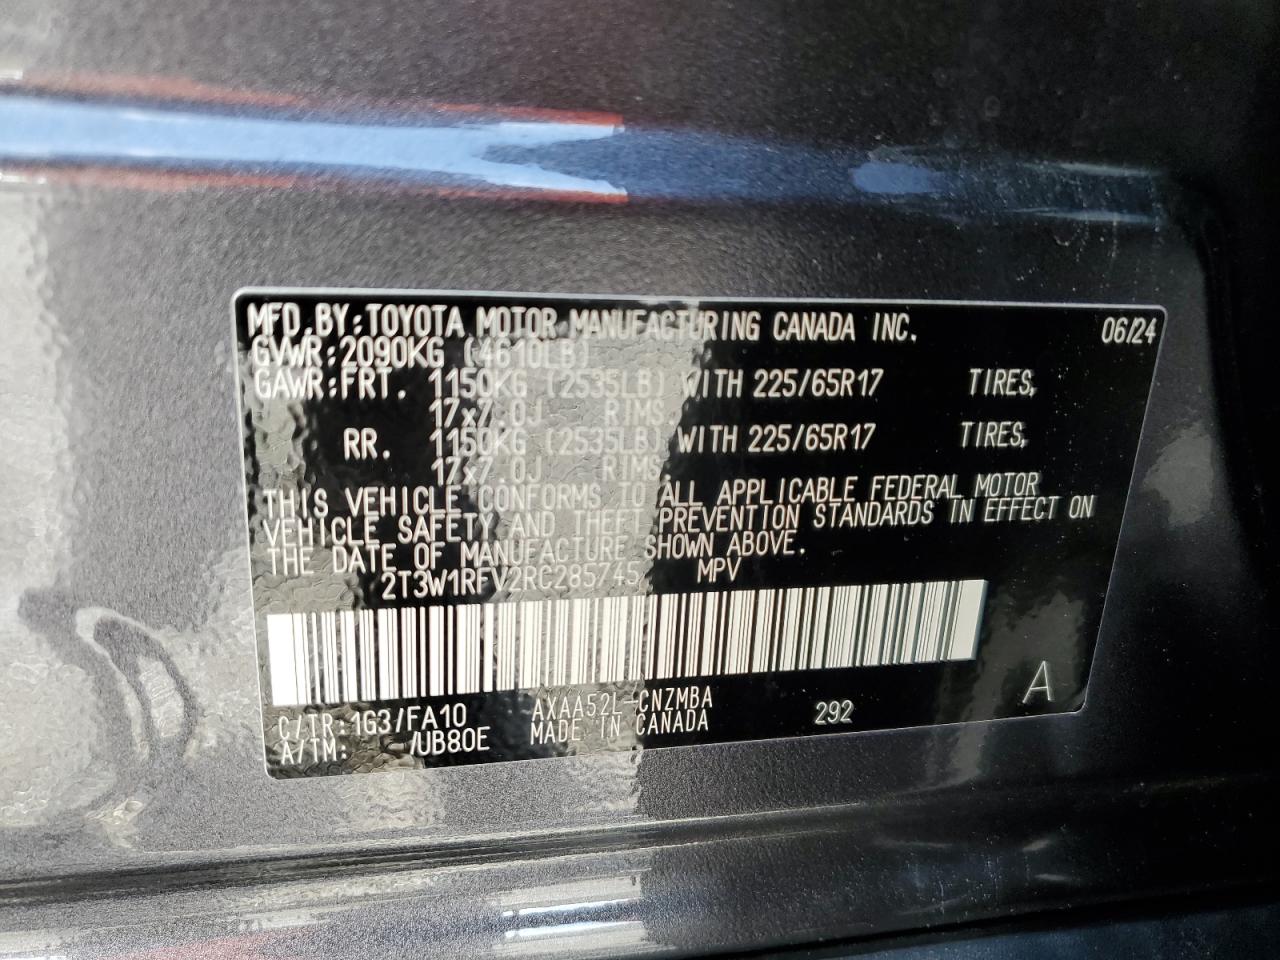 MFD.BY:TOYOTA MOTOR MANUFACTURING CANADA INC. 06/24
GVWR:2090KG (4610LB)
GAWR:FRT. 1150KG (2535LB) WITH 225/65R17 TIRES,
17x7.0J RIMS
RR. 1150KG (2535LB) WITH 225/65R17 TIRES,
17x7.0J RIMS.
THIS VEHICLE CONFORMS TO ALL APPLICABLE FEDERAL MOTOR
VEHICLE SAFETY AND THEFT PREVENTION STANDARDS IN EFFECT ON
THE DATE OF MANUFACTURE SHOWN ABOVE.
2T3W1RFV2RC285745 MPV
C/TR:1G3/FA10 AXAA52L-CNZMBA 292 A
A/TM: /UB80E MADE IN CANADA